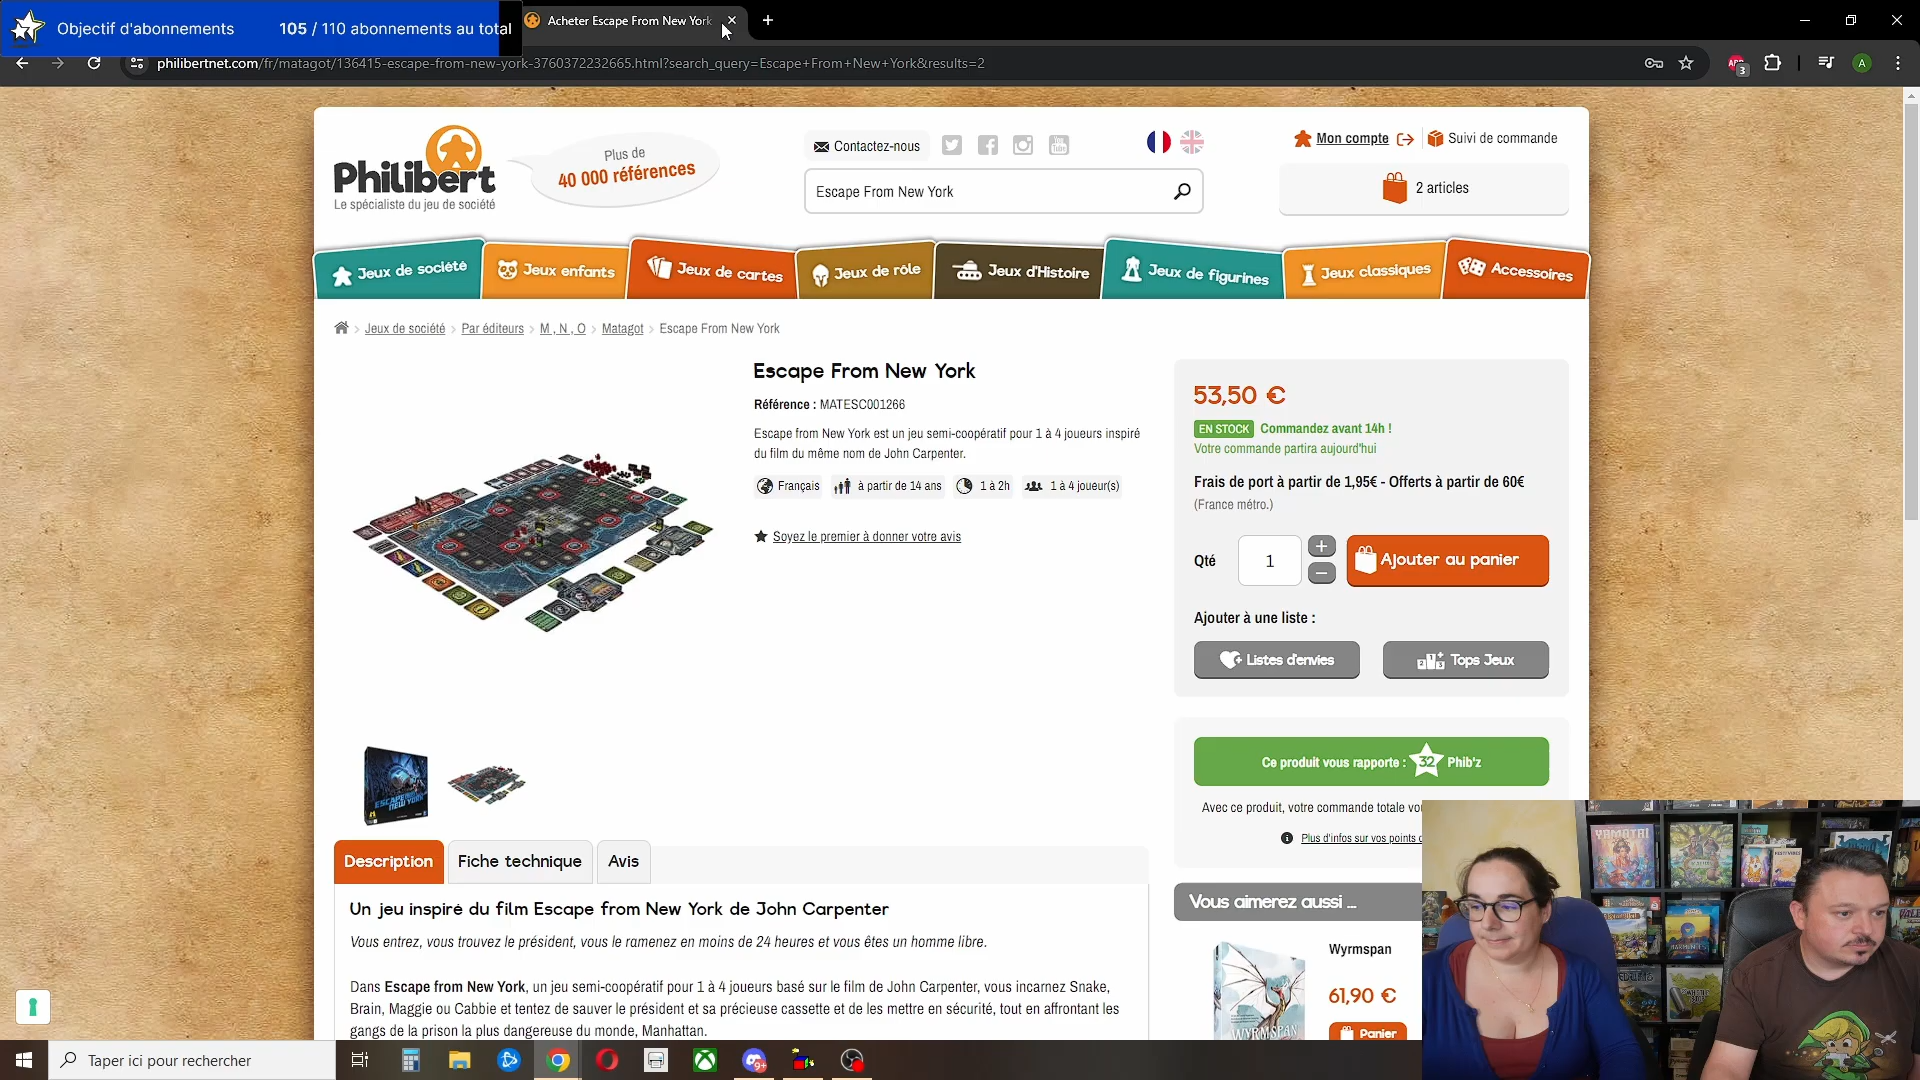 Objectif d'abonnements 105 / 110 abonnements au total
Acheter Escape From New York
philibertnet.com/fr/matagot/136415-escape-from-new-york-3760372232665.html?search_query=Escape+From+New+York&results=2
3
A
Philibert
Le spécialiste du jeu de société
Plus de
40 000 références
Contactez-nous
You Tube
Mon compte
Suivi de commande
Escape From New York
2 articles
Jeux de société
Jeux enfants
Jeux de cartes
Jeux de rôle
Jeux d'Histoire
Jeux de figurines
Jeux classiques
Accessoires
Jeux de société > Par éditeurs > M , N , O > Matagot > Escape From New York
Escape From New York
Référence : MATESC001266
Escape from New York est un jeu semi-coopératif pour 1 à 4 joueurs inspiré
du film du même nom de John Carpenter.
Français
à partir de 14 ans
1 à 2h
1 à 4 joueur(s)
Soyez le premier à donner votre avis
53,50 €
EN STOCK Commandez avant 14h !
Votre commande partira aujourd'hui
Frais de port à partir de 1,95€ - Offerts à partir de 60€
(France métro.)
Qté
1
+
−
Ajouter au panier
Ajouter à une liste :
Listes d'envies
Tops Jeux
Ce produit vous rapporte : 32 Phib'z
Avec ce produit, votre commande totale vo
Plus d'infos sur vos points
ESCAPE FROM
NEW YORK
Description
Fiche technique
Avis
Un jeu inspiré du film Escape from New York de John Carpenter
Vous entrez, vous trouvez le président, vous le ramenez en moins de 24 heures et vous êtes un homme libre.
Dans Escape from New York, un jeu semi-coopératif pour 1 à 4 joueurs basé sur le film de John Carpenter, vous incarnez Snake,
Brain, Maggie ou Cabbie et tentez de sauver le président et sa précieuse cassette et de les mettre en sécurité, tout en affrontant les
gangs de la prison la plus dangereuse du monde, Manhattan.
Vous aimerez aussi ...
Wyrmspan
61,90 €
Panier
WYRMSPAN
YAMATAI
HARMONIES
Taper ici pour rechercher
9+